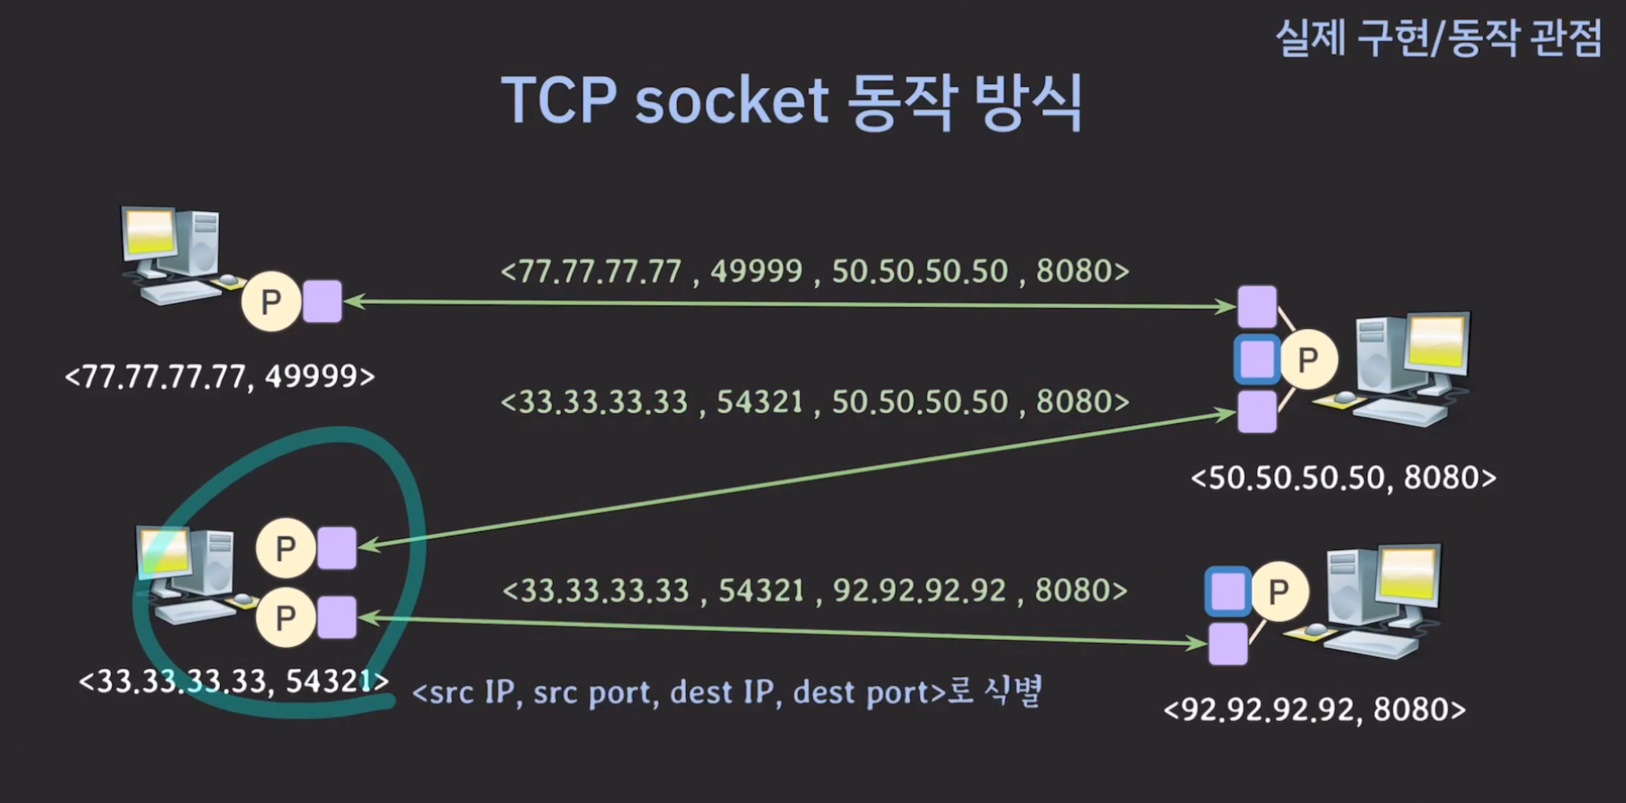 실제 구현/동작 관점
TCP socket 동작 방식
<77.77.77.77 , 49999 , 50.50.50.50 , 8080>
P
P
<77.77.77.77, 49999>
<33.33.33.33 , 54321 , 50.50.50.50 , 8080>
<50.50.50.50, 8080>
P
P
<33.33.33.33 , 54321 , 92.92.92.92 , 8080>
P
<33.33.33.33, 54321>
<src IP, src port, dest IP, dest port>로 식별
<92.92.92.92, 8080>